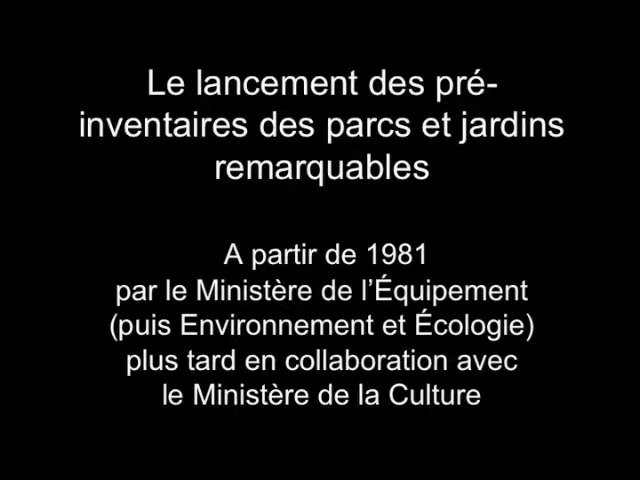 Le lancement des pré-
inventaires des parcs et jardins
remarquables
A partir de 1981
par le Ministère de l’Équipement
(puis Environnement et Écologie)
plus tard en collaboration avec
le Ministère de la Culture